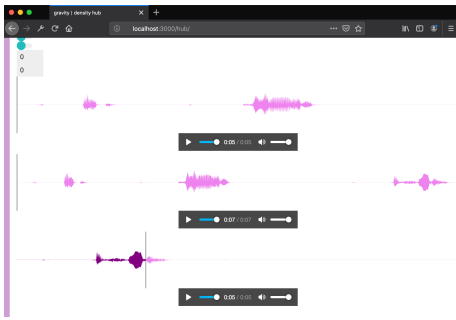 gravity | density hub
localhost:3000/hub/
0
0
0:05 / 0:05
0:07 / 0:07
0:05 / 0:05